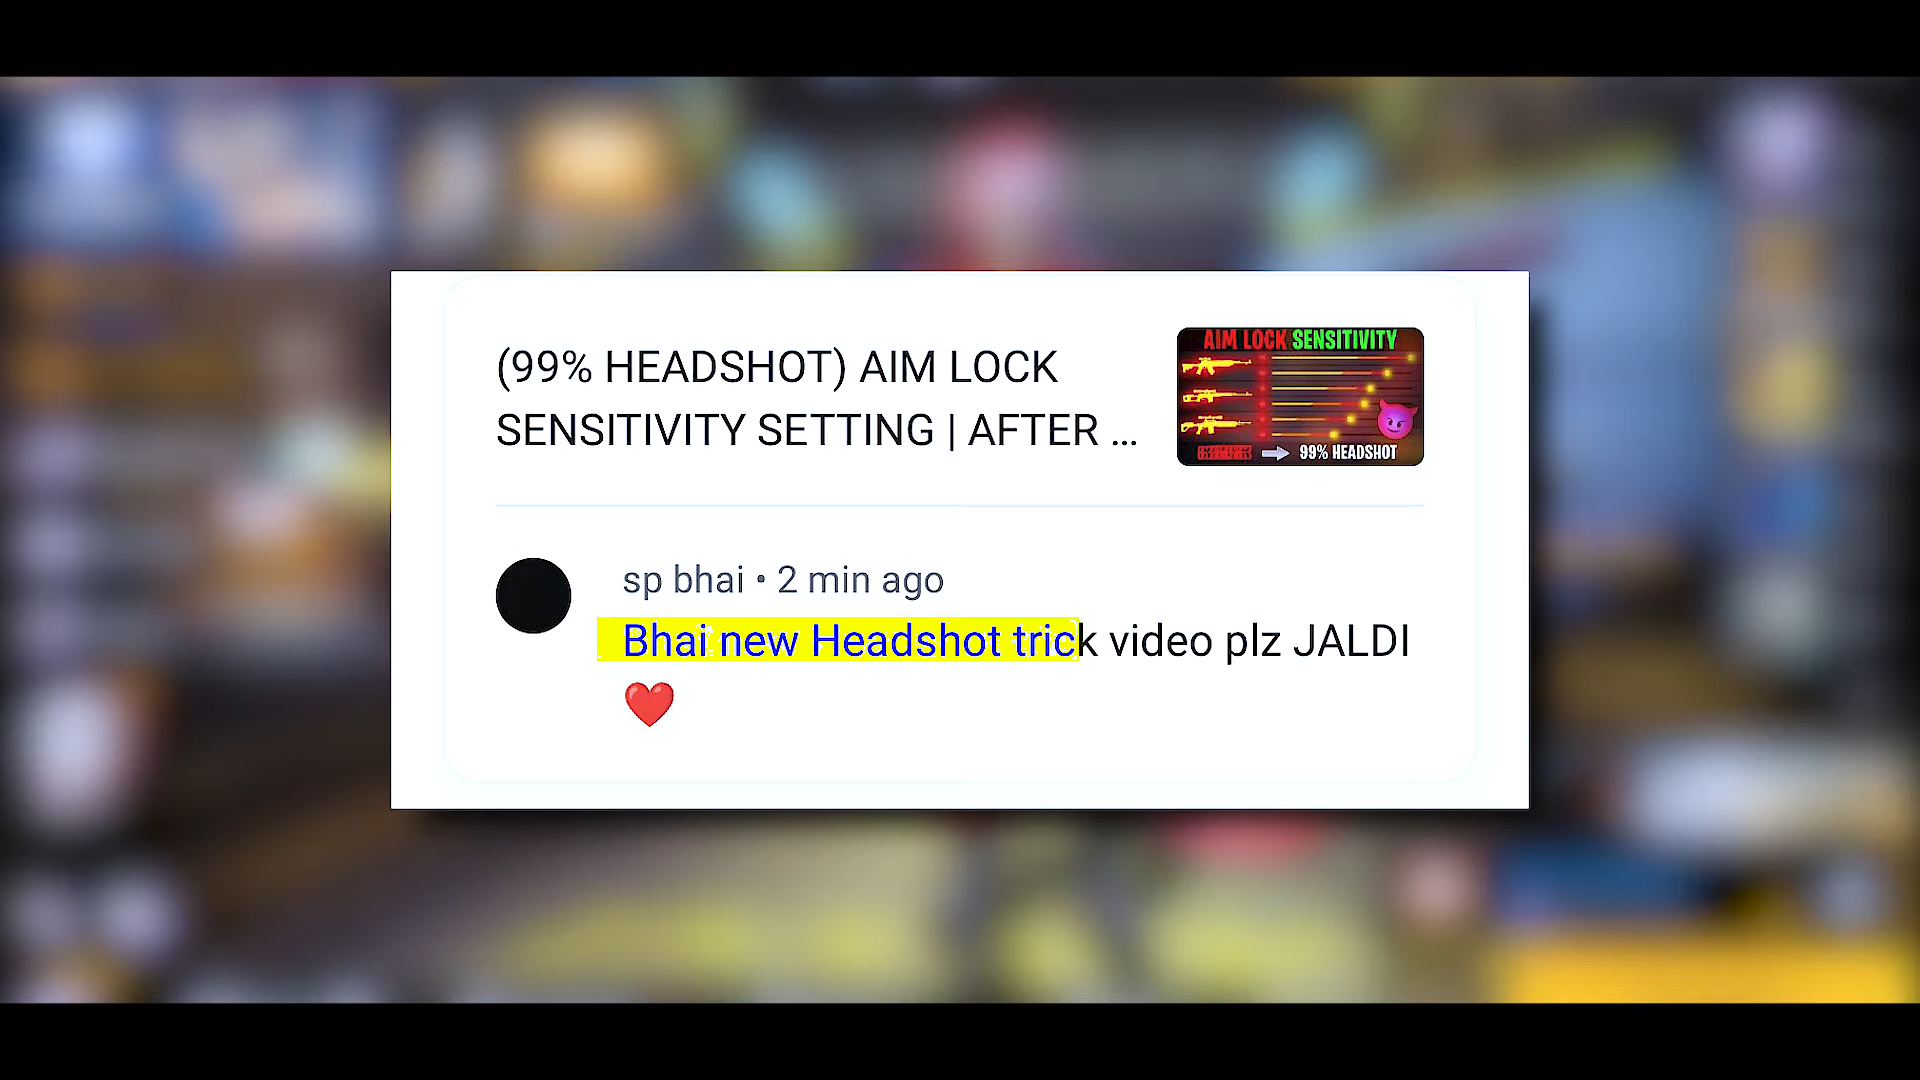 (99% HEADSHOT) AIM LOCK
SENSITIVITY SETTING | AFTER ...
AIM LOCK SENSITIVITY
99% HEADSHOT
sp bhai • 2 min ago
Bhai new Headshot trick video plz JALDI
❤️